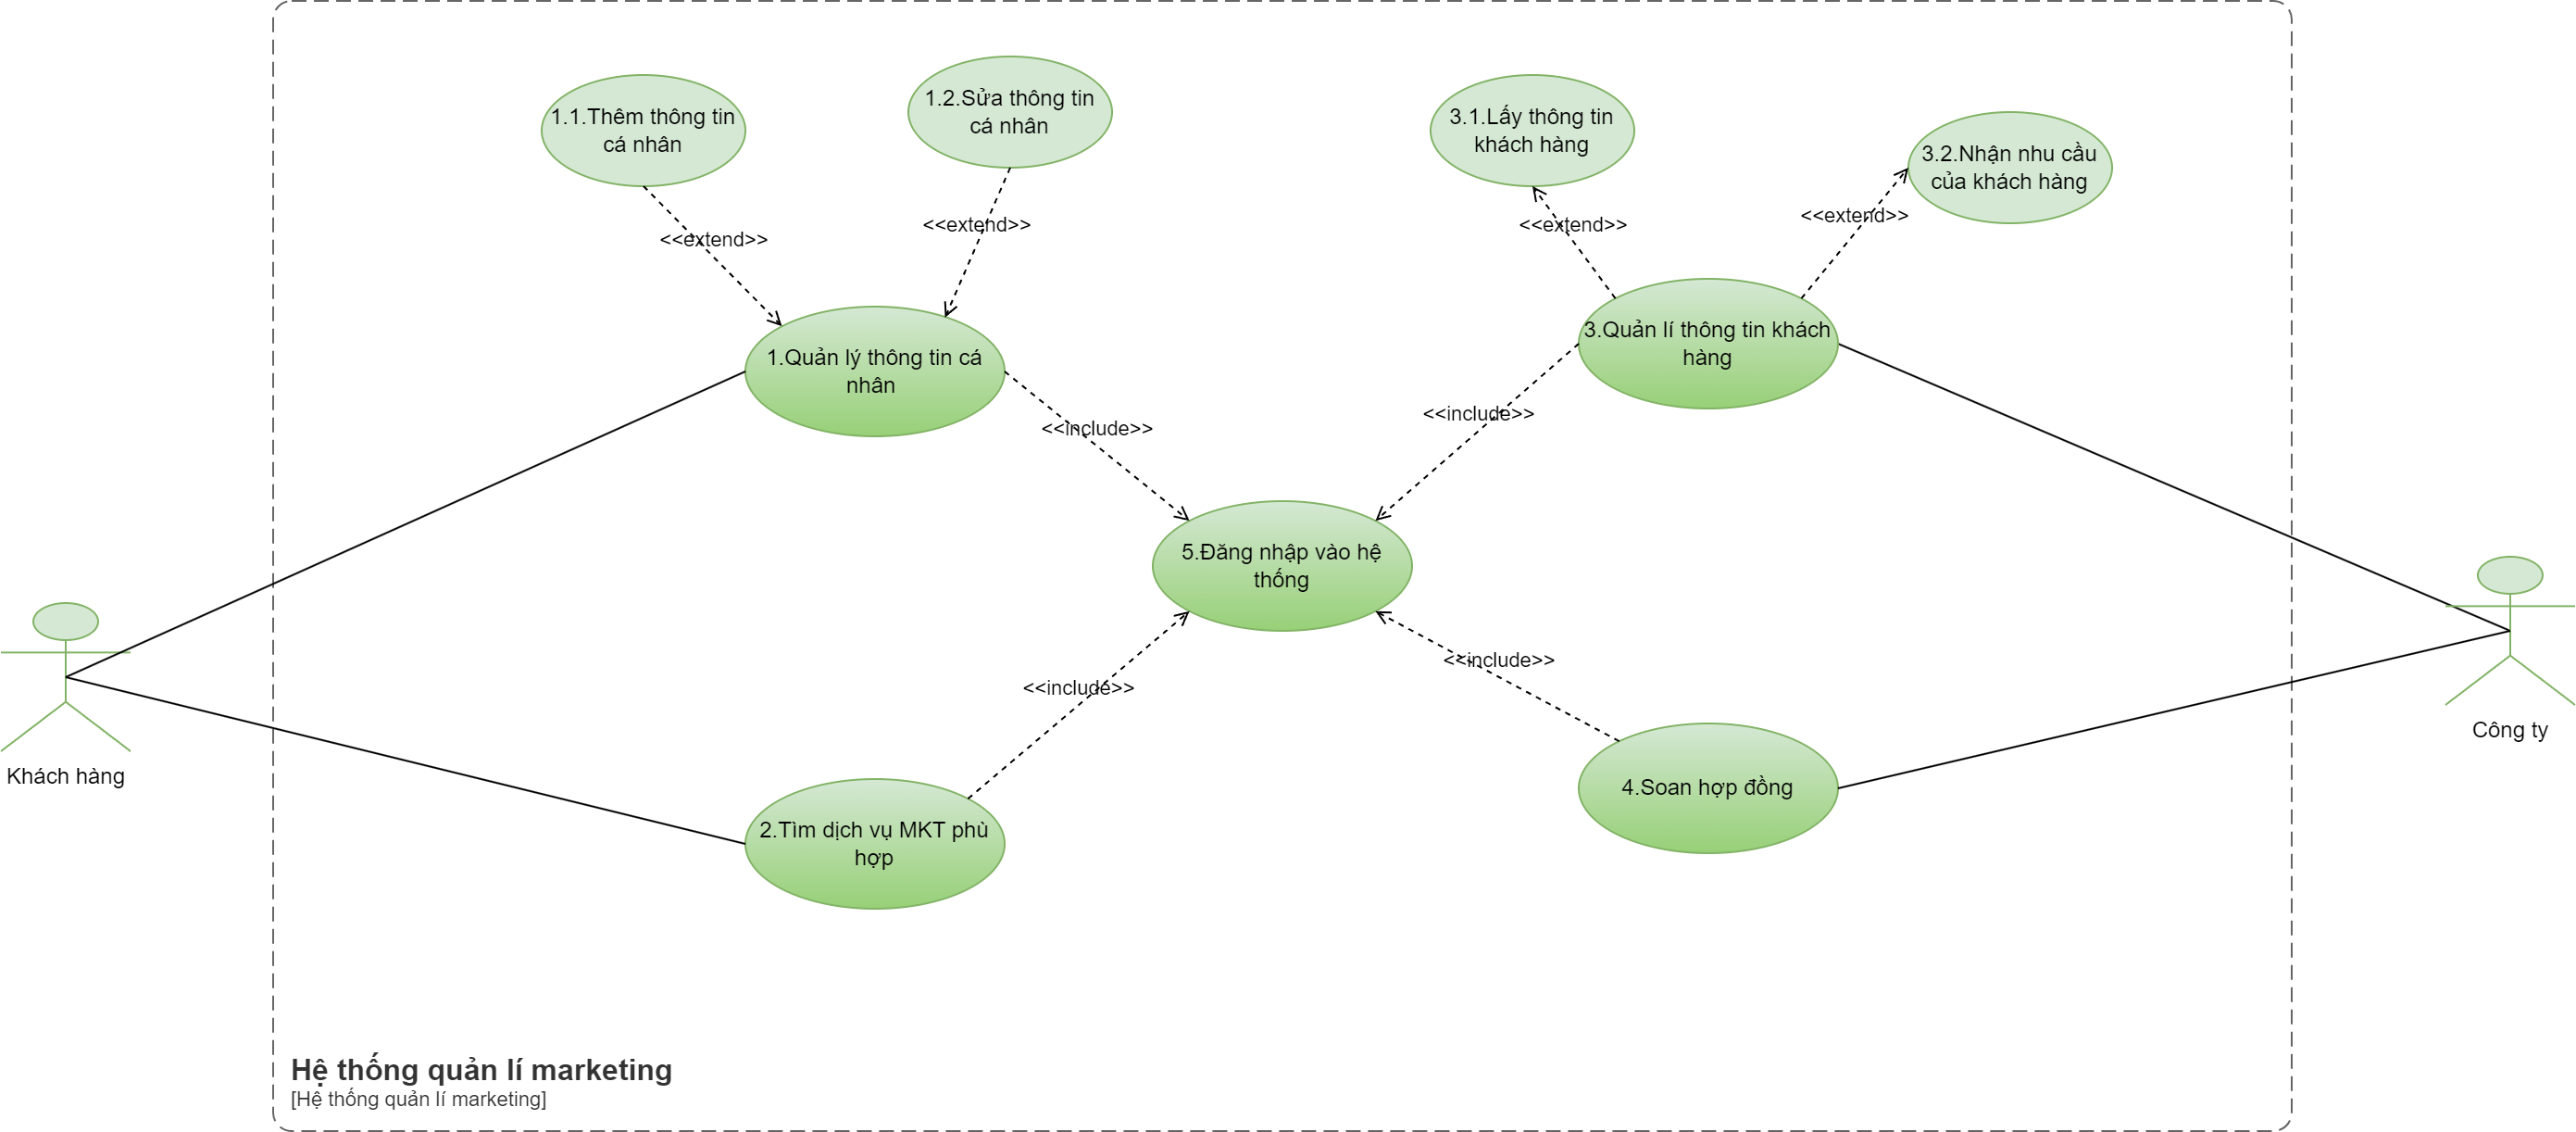 1.1.Thêm thông tin
cá nhân
1.2.Sửa thông tin
cá nhân
3.1.Lấy thông tin
khách hàng
3.2.Nhận nhu cầu
của khách hàng
<<extend>>
<<extend>>
<<extend>>
<<extend>>
1.Quản lý thông tin cá
nhân
3.Quản lí thông tin khách
hàng
<<include>>
<<include>>
5.Đăng nhập vào hệ
thống
<<include>>
<<include>>
Khách hàng
Công ty
2.Tìm dịch vụ MKT phù
hợp
4.Soan hợp đồng
Hệ thống quản lí marketing
[Hệ thống quản lí marketing]